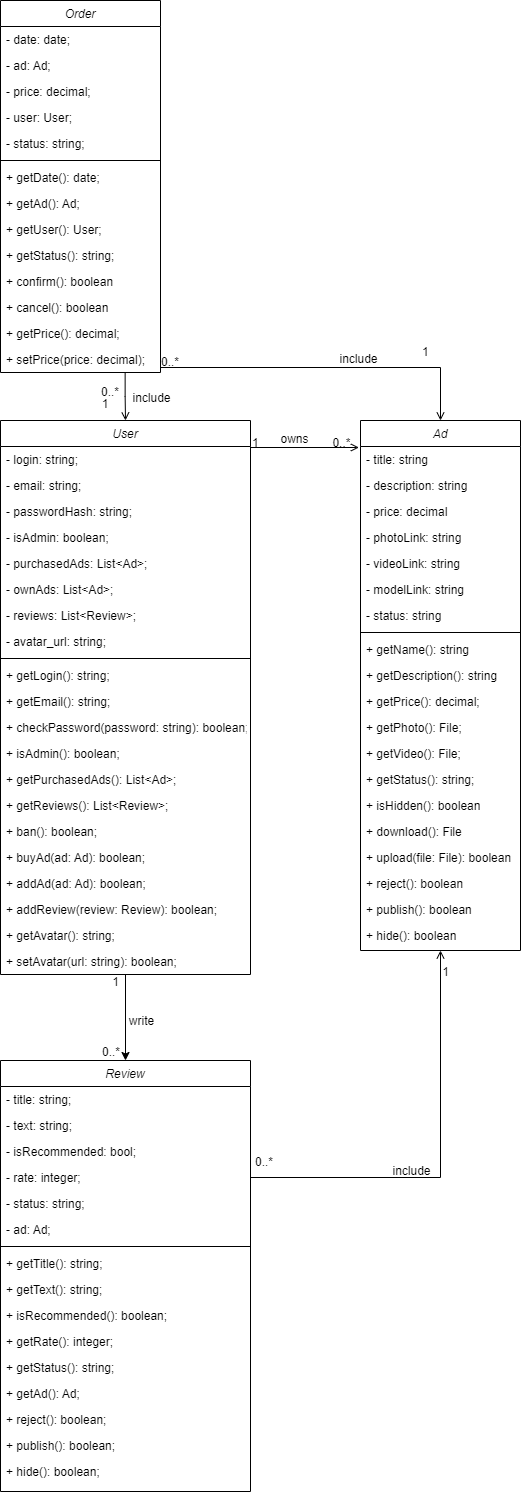 Order
- date: date;
- ad: Ad;
- price: decimal;
- user: User;
- status: string;
+ getDate(): date;
+ getAd(): Ad;
+ getUser(): User;
+ getStatus(): string;
+ confirm(): boolean
+ cancel(): boolean
+ getPrice(): decimal;
+ setPrice(price: decimal);
0..*
include
1
0..*
1
include
User
- login: string;
- email: string;
- passwordHash: string;
- isAdmin: boolean;
- purchasedAds: List<Ad>;
- ownAds: List<Ad>;
- reviews: List<Review>;
- avatar_url: string;
+ getLogin(): string;
+ getEmail(): string;
+ checkPassword(password: string): boolean;
+ isAdmin(): boolean;
+ getPurchasedAds(): List<Ad>;
+ getReviews(): List<Review>;
+ ban(): boolean;
+ buyAd(ad: Ad): boolean;
+ addAd(ad: Ad): boolean;
+ addReview(review: Review): boolean;
+ getAvatar(): string;
+ setAvatar(url: string): boolean;
1
owns
0..*
Ad
- title: string
- description: string
- price: decimal
- photoLink: string
- videoLink: string
- modelLink: string
- status: string
+ getName(): string
+ getDescription(): string
+ getPrice(): decimal;
+ getPhoto(): File;
+ getVideo(): File;
+ getStatus(): string;
+ isHidden(): boolean
+ download(): File
+ upload(file: File): boolean
+ reject(): boolean
+ publish(): boolean
+ hide(): boolean
1
1
write
0..*
Review
- title: string;
- text: string;
- isRecommended: bool;
- rate: integer;
- status: string;
- ad: Ad;
+ getTitle(): string;
+ getText(): string;
+ isRecommended(): boolean;
+ getRate(): integer;
+ getStatus(): string;
+ getAd(): Ad;
+ reject(): boolean;
+ publish(): boolean;
+ hide(): boolean;
0..*
include